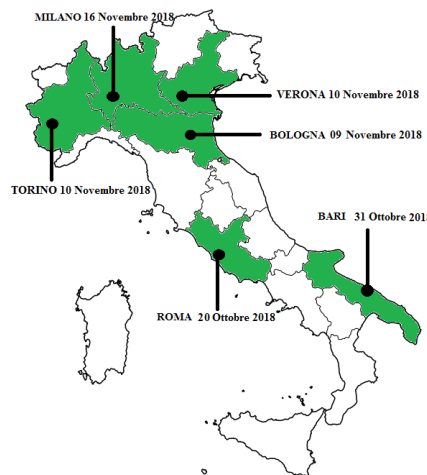 MILANO 16 Novembre 2018
VERONA 10 Novembre 2018
BOLOGNA 09 Novembre 2018
TORINO 10 Novembre 2018
BARI 31 Ottobre 2018
ROMA 20 Ottobre 2018